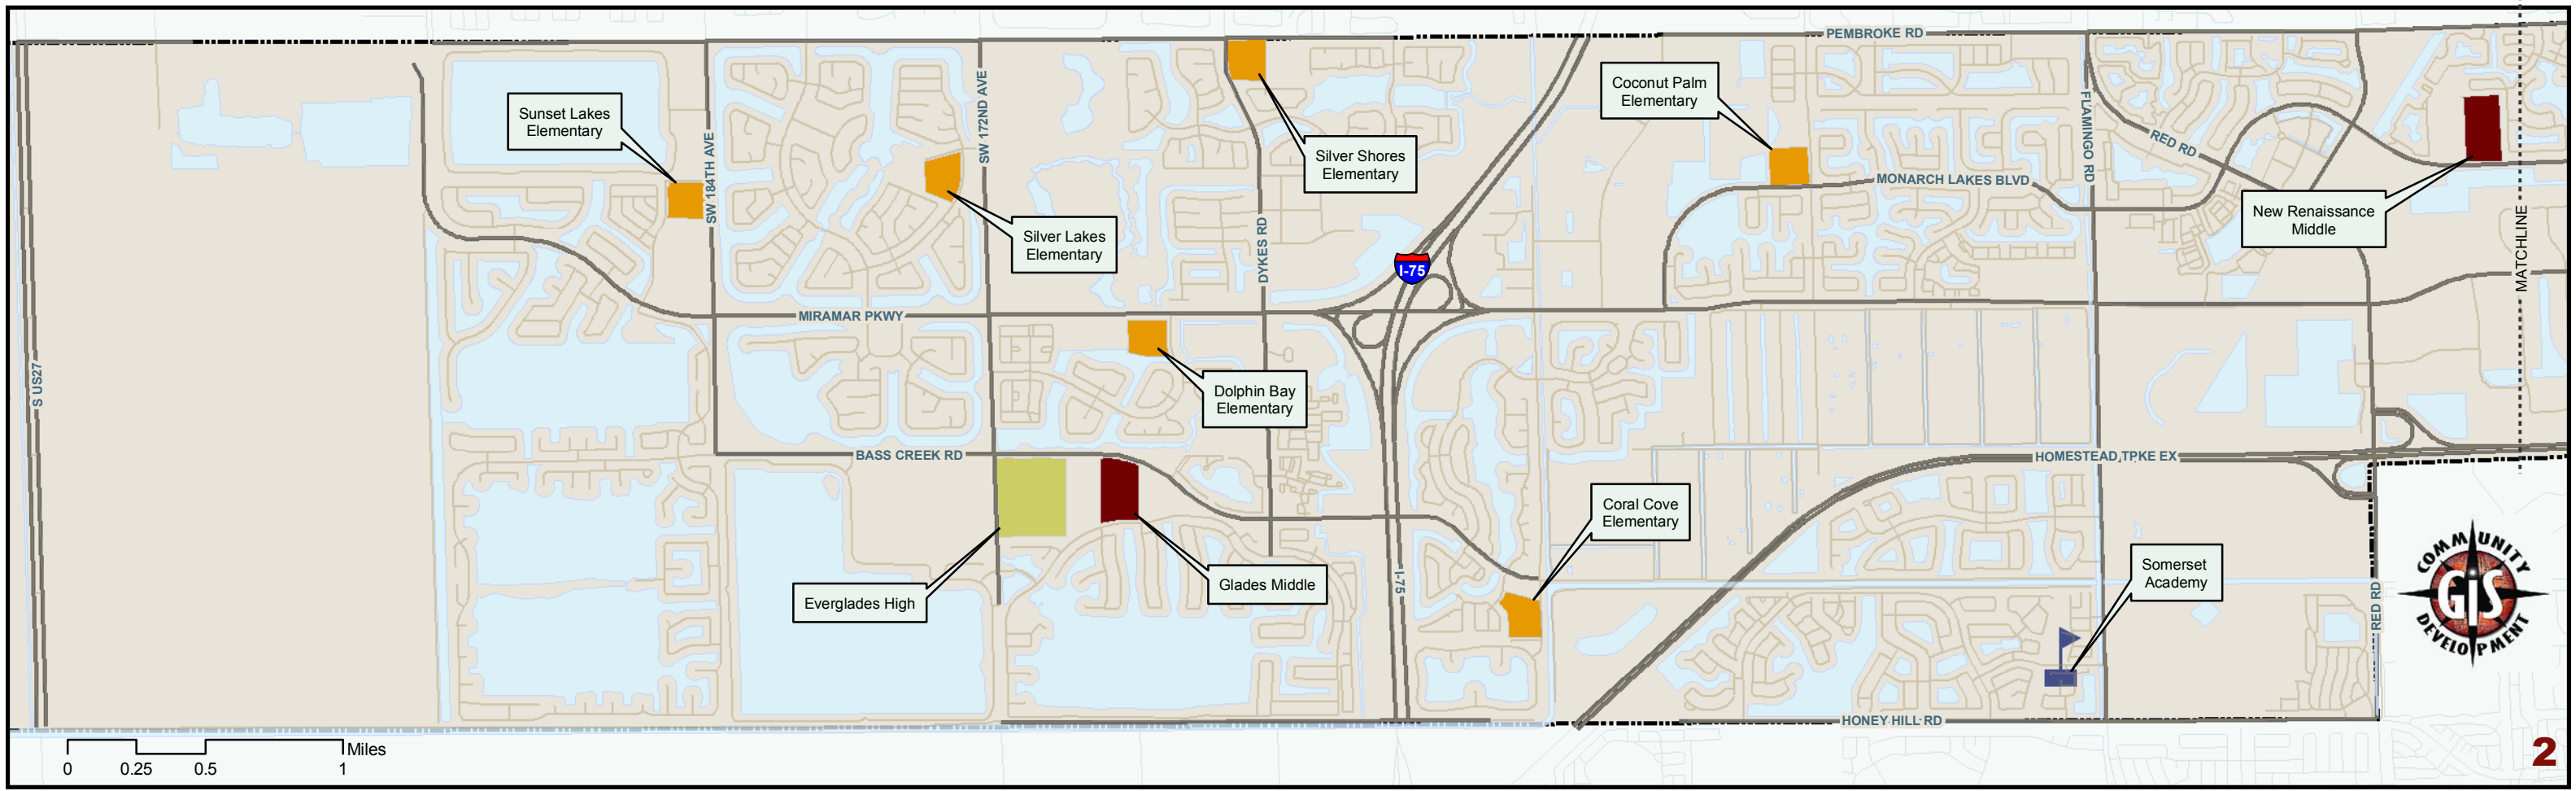 PEMBROKE RD
Sunset Lakes
Elementary
SW 184TH AVE
SW 172ND AVE
Silver Lakes
Elementary
Silver Shores
Elementary
DYKES RD
I-75
Coconut Palm
Elementary
MONARCH LAKES BLVD
FLAMINGO RD
RED RD
New Renaissance
Middle
MATCHLINE
MIRAMAR PKWY
S US27
Dolphin Bay
Elementary
BASS CREEK RD
HOMESTEAD TPKE EX
Coral Cove
Elementary
Everglades High
Glades Middle
I-75
Somerset
Academy
RED RD
COMMUNITY
GIS
DEVELOPMENT
HONEY HILL RD
Miles
0 0.25 0.5 1
2